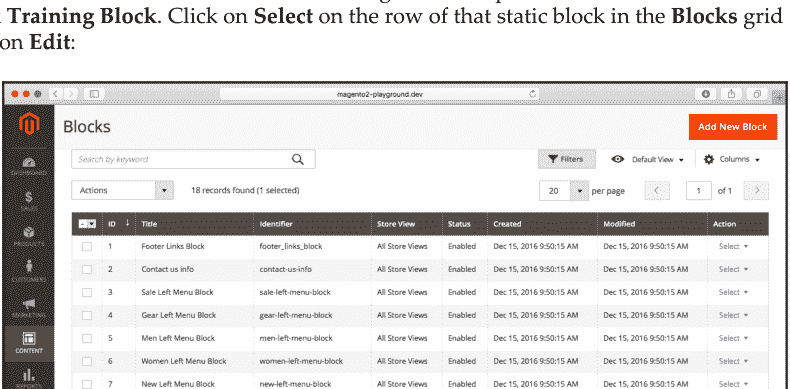 Training Block. Click on Select on the row of that static block in the Blocks grid
on Edit:
magento2-playground.dev
Blocks
Add New Block
Search by keyword
Filters
Default View
Columns
Actions
18 records found (1 selected)
20
per page
1
of 1
ID Title Identifier Store View Status Created Modified Action
1 Footer Links Block footer_links_block All Store Views Enabled Dec 15, 2016 9:50:15 AM Dec 15, 2016 9:50:15 AM Select
2 Contact us info contact-us-info All Store Views Enabled Dec 15, 2016 9:50:15 AM Dec 15, 2016 9:50:15 AM Select
3 Sale Left Menu Block sale-left-menu-block All Store Views Enabled Dec 15, 2016 9:50:15 AM Dec 15, 2016 9:50:15 AM Select
4 Gear Left Menu Block gear-left-menu-block All Store Views Enabled Dec 15, 2016 9:50:15 AM Dec 15, 2016 9:50:15 AM Select
5 Men Left Menu Block men-left-menu-block All Store Views Enabled Dec 15, 2016 9:50:15 AM Dec 15, 2016 9:50:15 AM Select
6 Women Left Menu Block women-left-menu-block All Store Views Enabled Dec 15, 2016 9:50:15 AM Dec 15, 2016 9:50:15 AM Select
7 New Left Menu Block new-left-menu-block All Store Views Enabled Dec 15, 2016 9:50:15 AM Dec 15, 2016 9:50:15 AM Select
DASHBOARD
SALES
PRODUCTS
CUSTOMERS
MARKETING
CONTENT
REPORTS